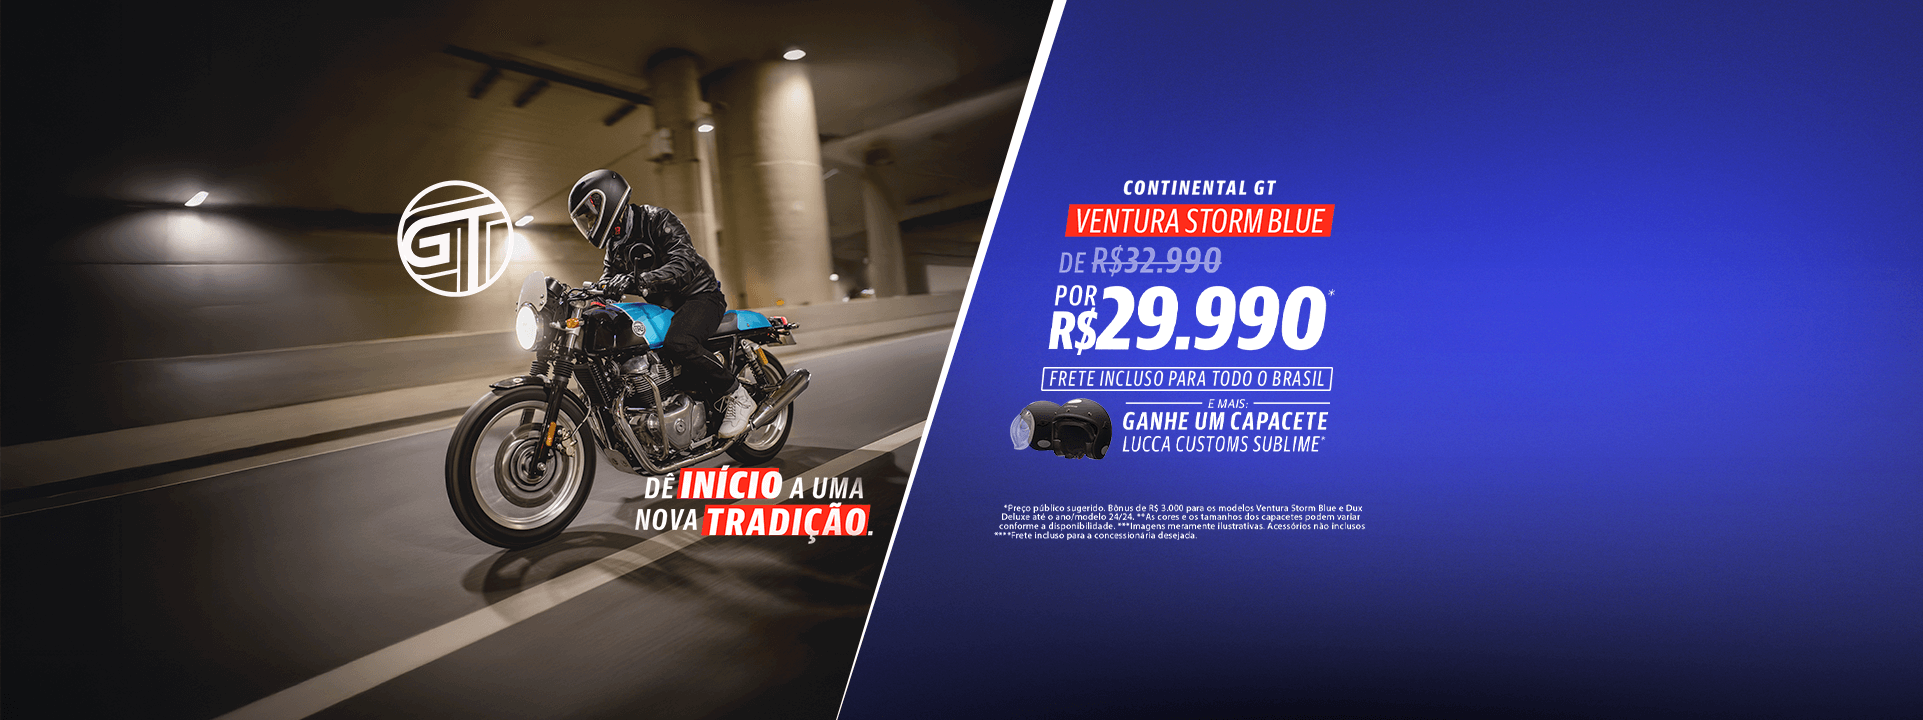 GT
DÊ INÍCIO A UMA
NOVA TRADIÇÃO.
CONTINENTAL GT
VENTURA STORM BLUE
DE R$32.990
POR
R$29.990*
FRETE INCLUSO PARA TODO O BRASIL
E MAIS:
GANHE UM CAPACETE
LUCCA CUSTOMS SUBLIME*
*Preço público sugerido. Bônus de R$ 3.000 para os modelos Ventura Storm Blue e Dux
Deluxe até o ano/modelo 24/24. **As cores e os tamanhos dos capacetes podem variar
conforme a disponibilidade. ***Imagens meramente ilustrativas. Acessórios não inclusos
****Frete incluso para a concessionária desejada.